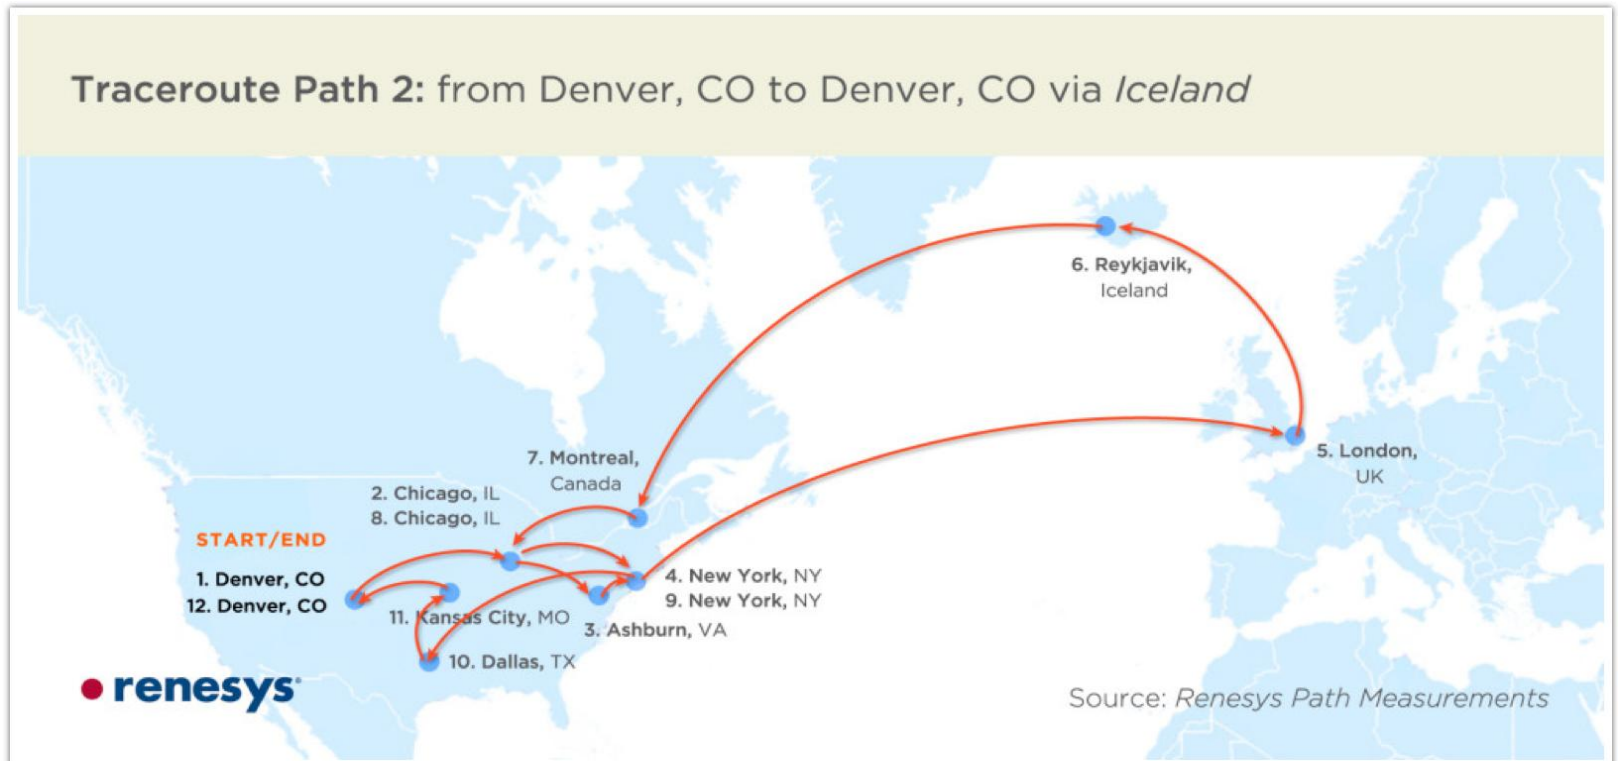 Traceroute Path 2: from Denver, CO to Denver, CO via Iceland
6. Reykjavik,
Iceland
5. London,
UK
7. Montreal,
Canada
2. Chicago, IL
8. Chicago, IL
START/END
1. Denver, CO
12. Denver, CO
4. New York, NY
9. New York, NY
11. Kansas City, MO
3. Ashburn, VA
10. Dallas, TX
renesys
Source: Renesys Path Measurements